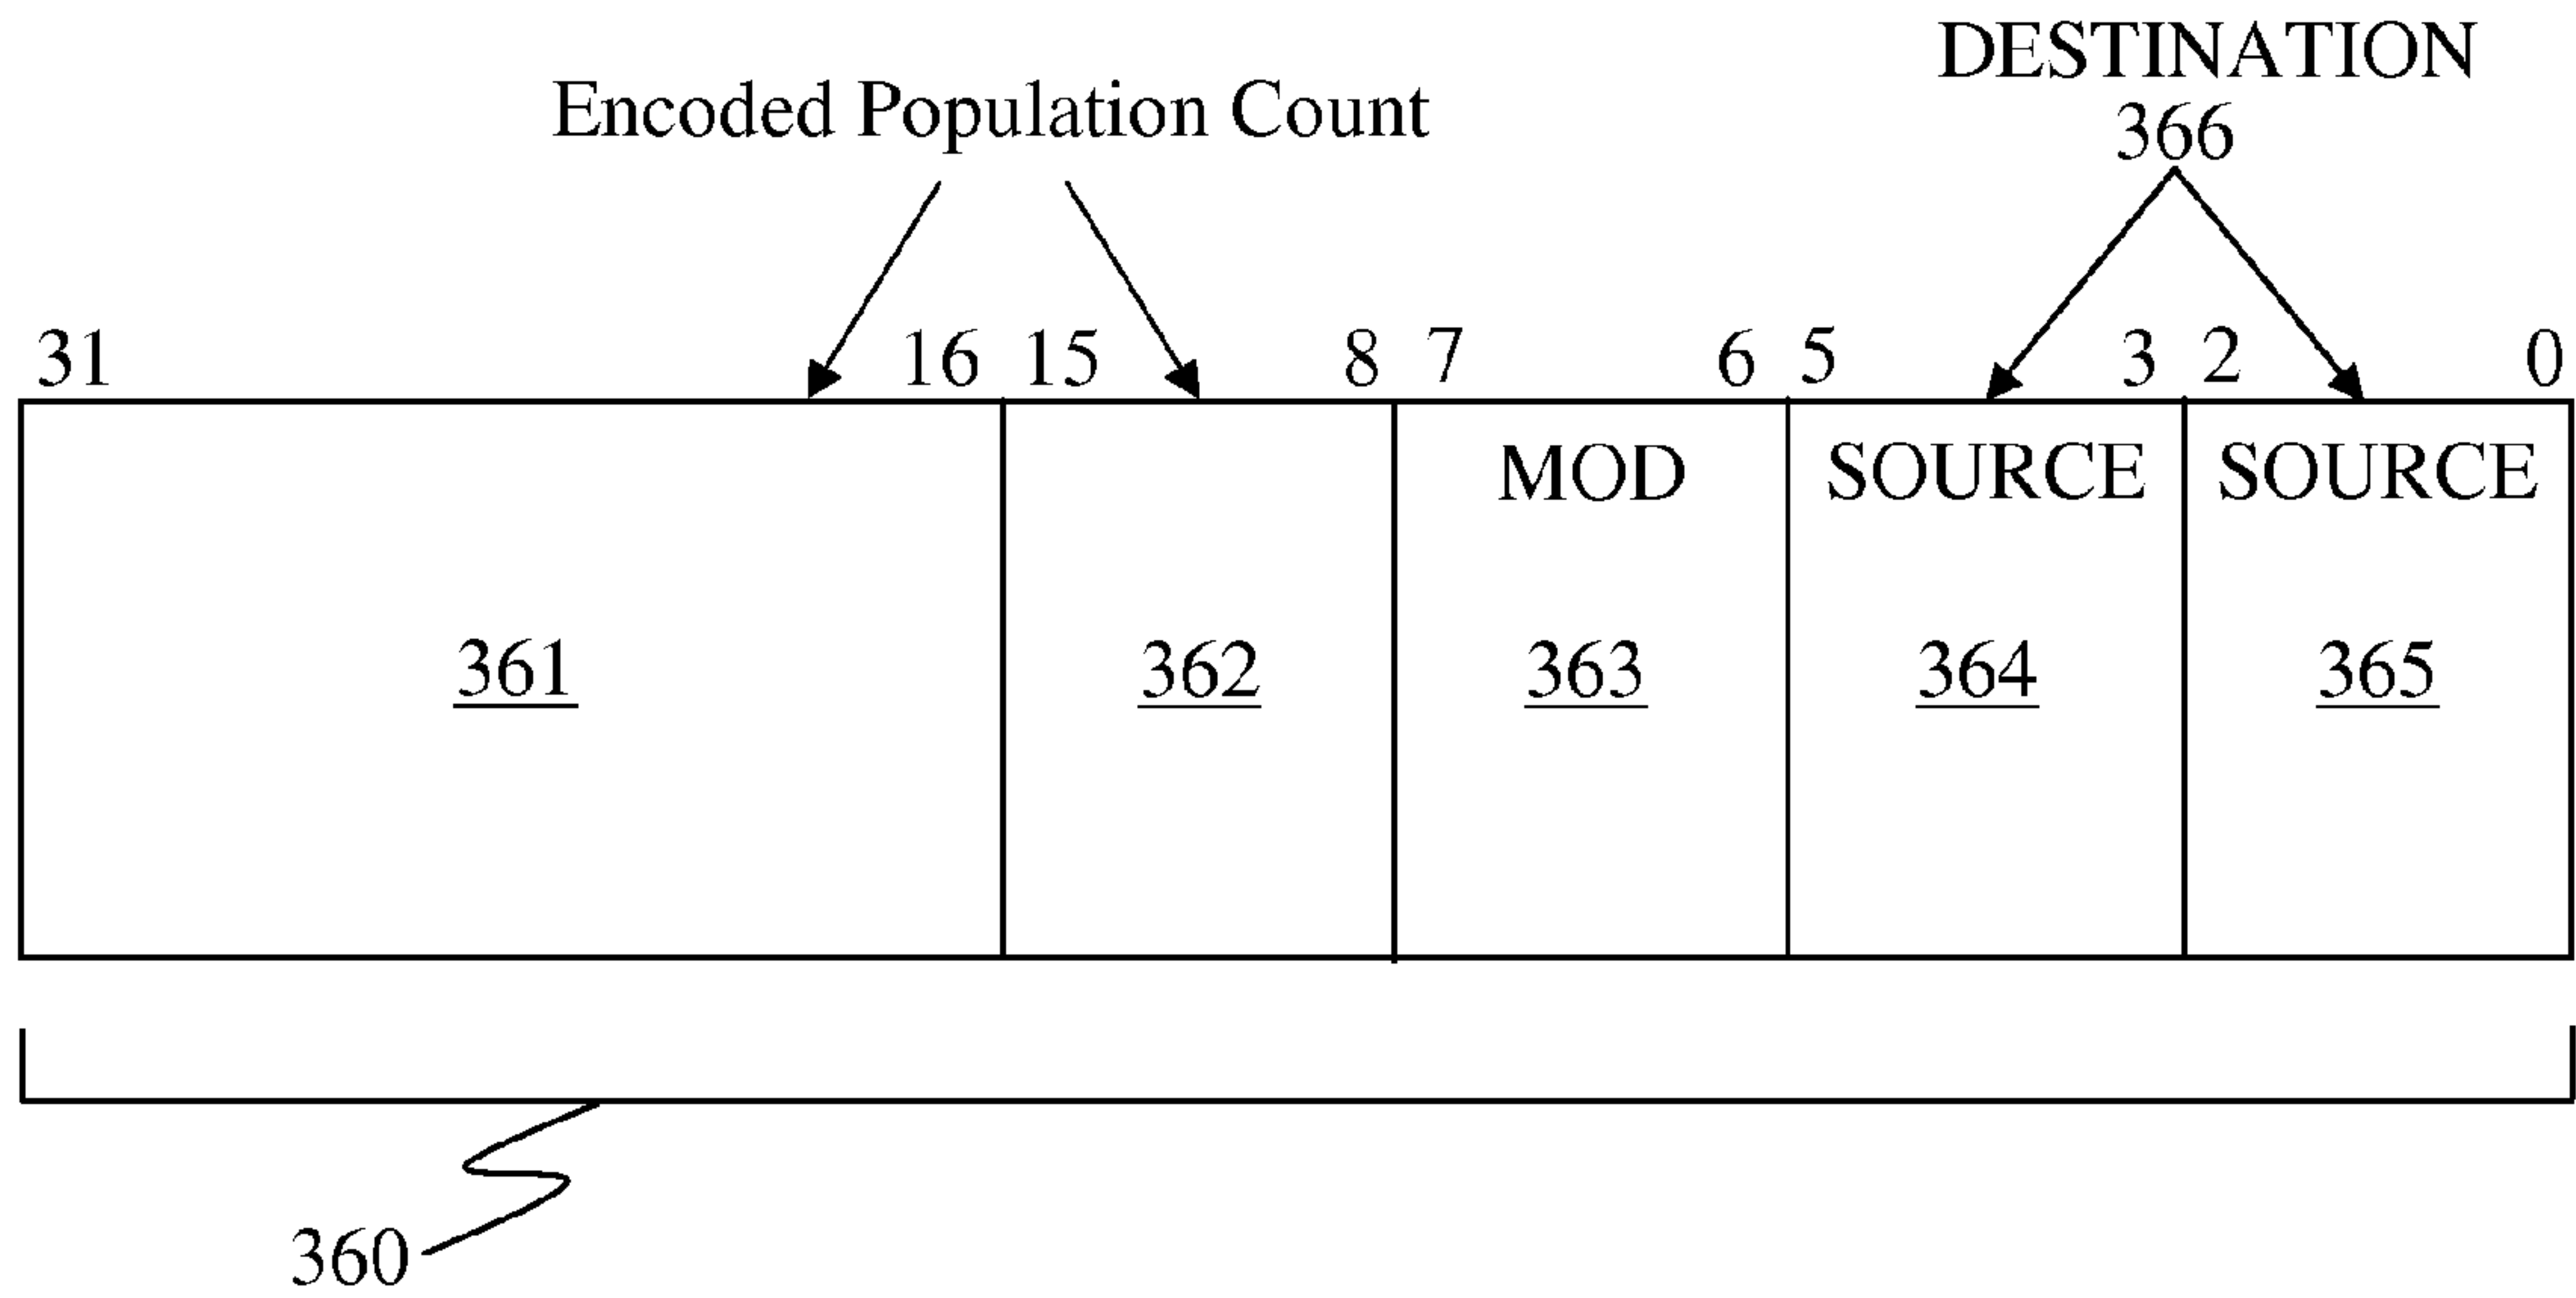 DESTINATION
366
Encoded Population Count
31 16 15 8 7 6 5 3 2 0
MOD SOURCE SOURCE
361 362 363 364 365
360